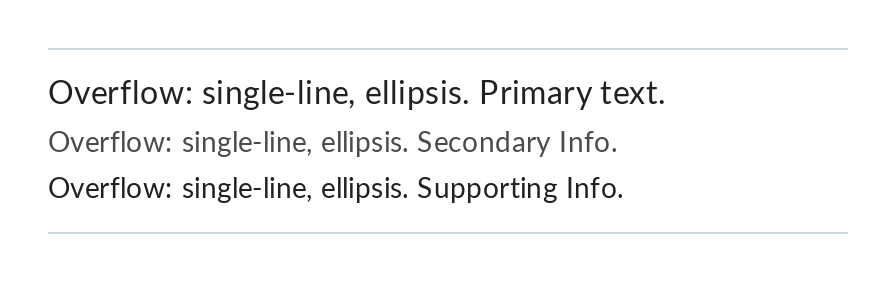 Overflow: single-line, ellipsis. Primary text.
Overflow: single-line, ellipsis. Secondary Info.
Overflow: single-line, ellipsis. Supporting Info.